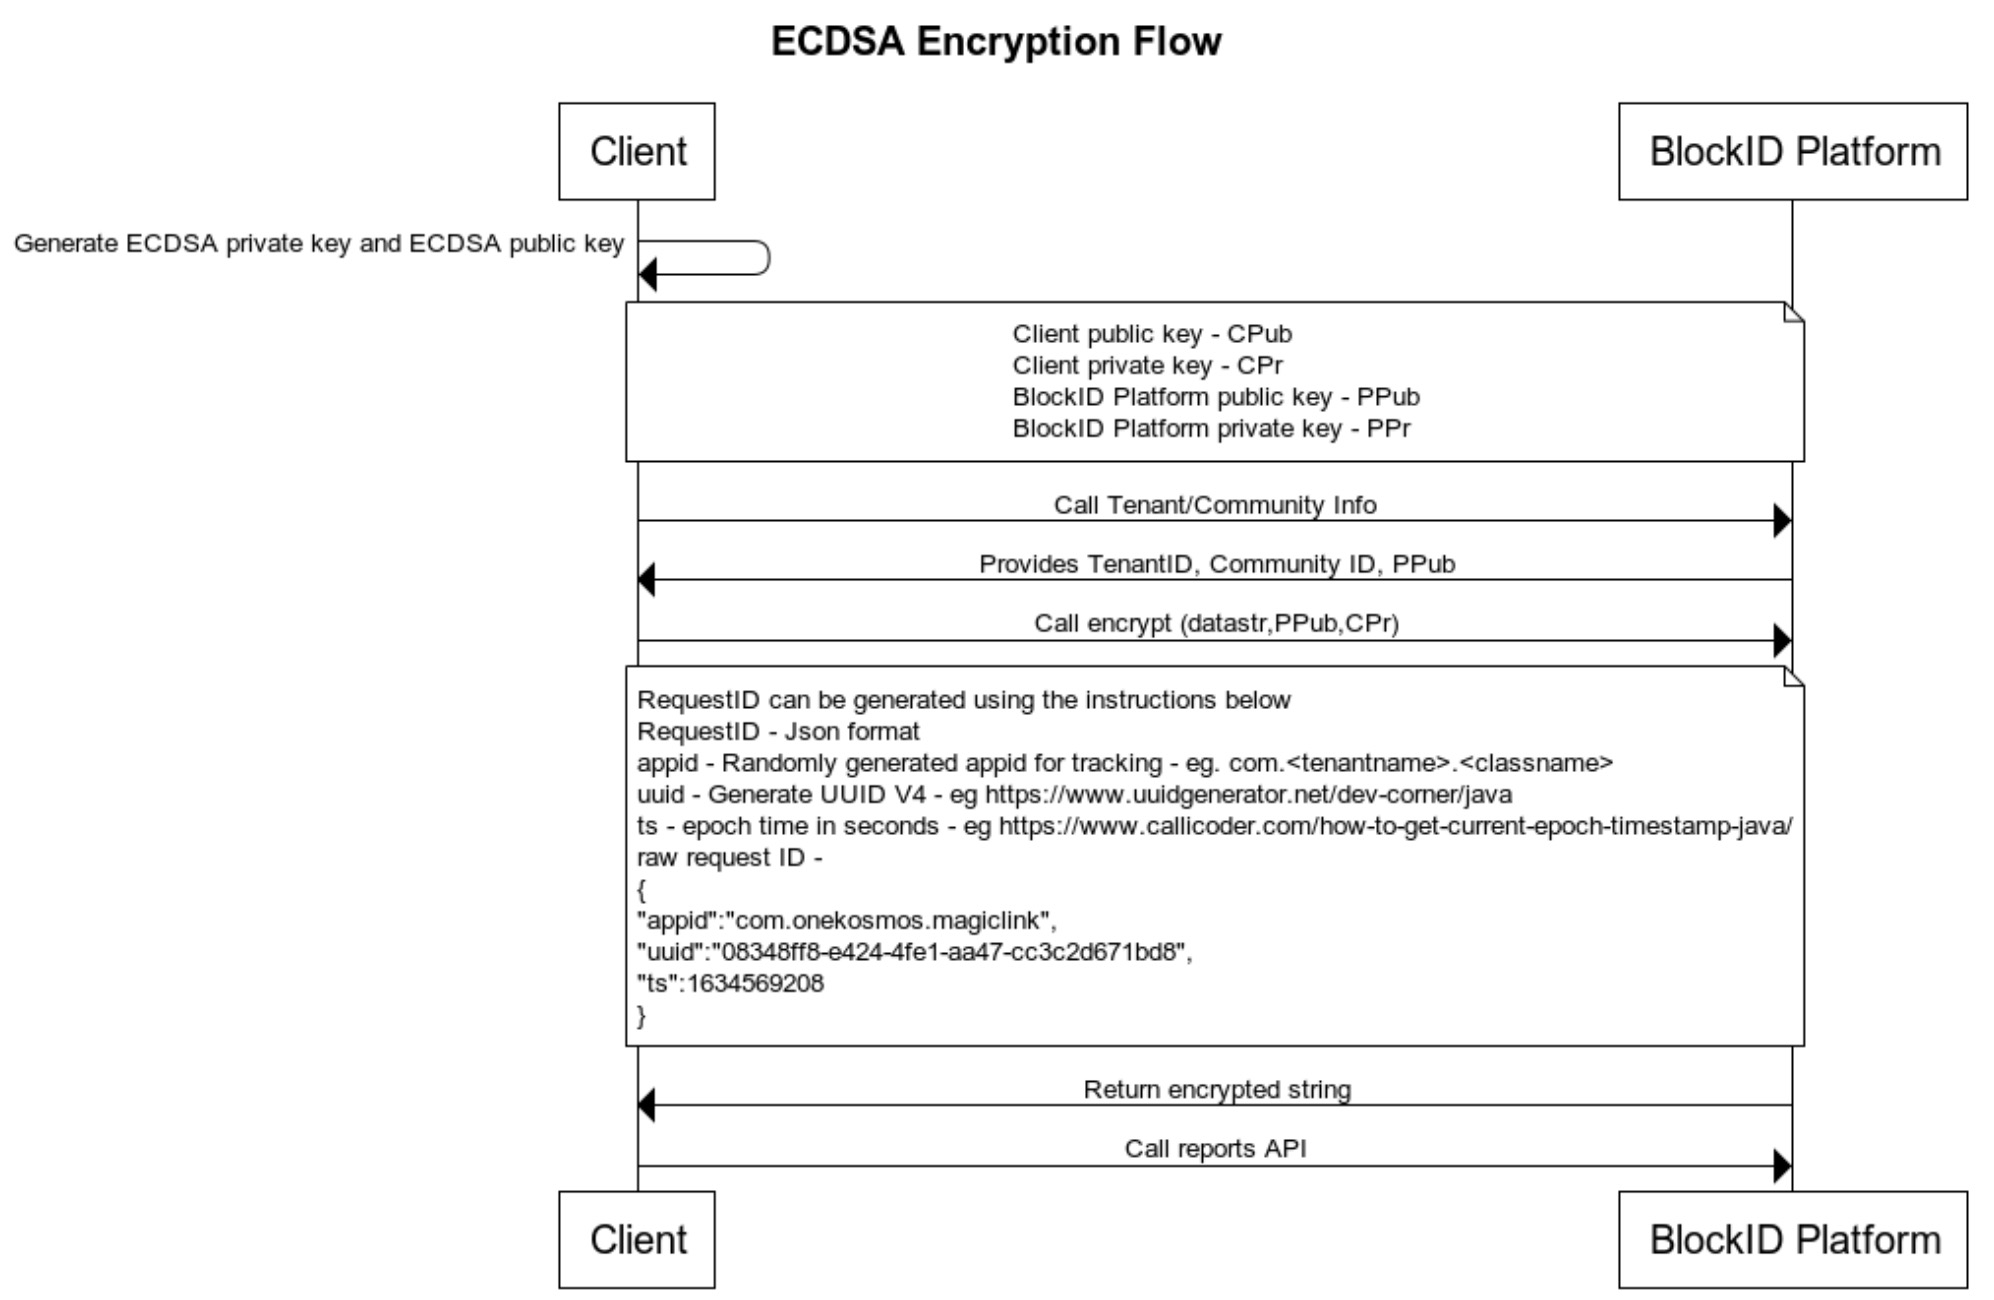 ECDSA Encryption Flow
Client
BlockID Platform
Generate ECDSA private key and ECDSA public key
Client public key - CPub
Client private key - CPr
BlockID Platform public key - PPub
BlockID Platform private key - PPr
Call Tenant/Community Info
Provides TenantID, Community ID, PPub
Call encrypt (datastr,PPub,CPr)
RequestID can be generated using the instructions below
RequestID - Json format
appid - Randomly generated appid for tracking - eg. com.<tenantname>.<classname>
uuid - Generate UUID V4 - eg https://www.uuidgenerator.net/dev-corner/java
ts - epoch time in seconds - eg https://www.callicoder.com/how-to-get-current-epoch-timestamp-java/
raw request ID -
{
"appid":"com.onekosmos.magiclink",
"uuid":"08348ff8-e424-4fe1-aa47-cc3c2d671bd8",
"ts":1634569208
}
Return encrypted string
Call reports API
Client
BlockID Platform